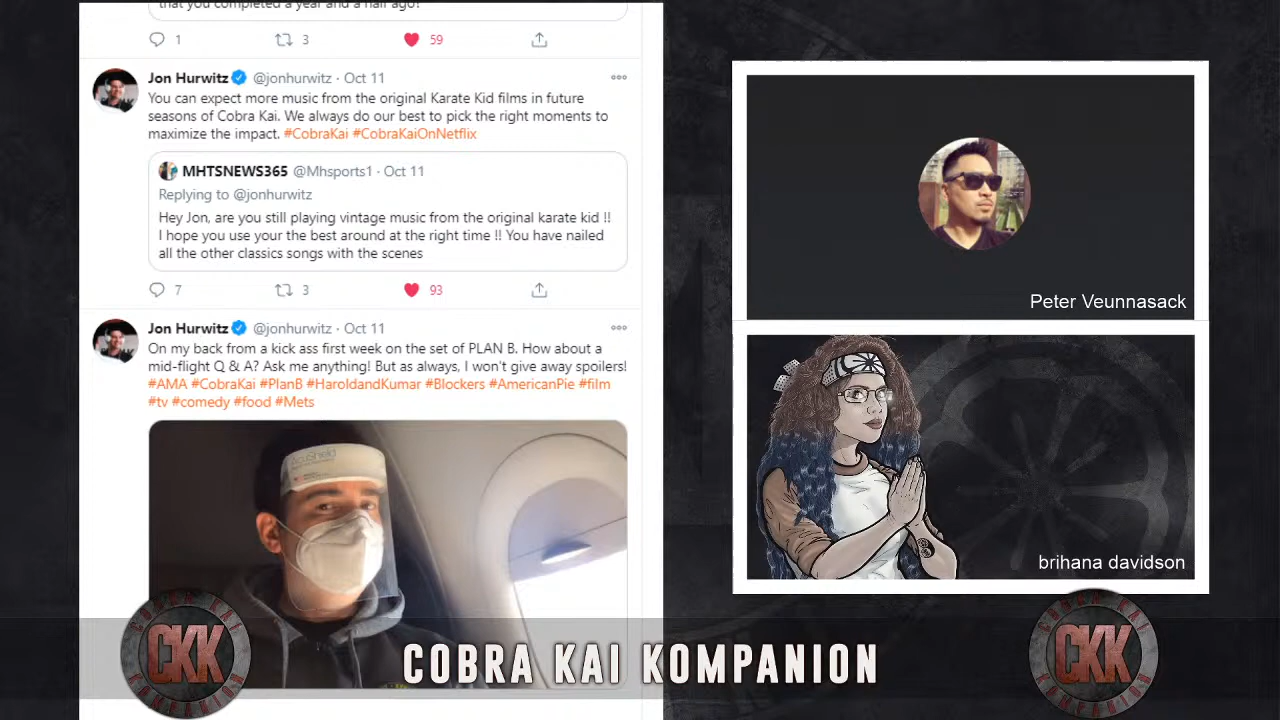 that you completed a year and a half ago!
1 3 59
Jon Hurwitz @jonhurwitz · Oct 11
You can expect more music from the original Karate Kid films in future
seasons of Cobra Kai. We always do our best to pick the right moments to
maximize the impact. #CobraKai #CobraKaiOnNetflix
MHTSNEWS365 @Mhsports1 · Oct 11
Replying to @jonhurwitz
Hey Jon, are you still playing vintage music from the original karate kid !!
I hope you use your the best around at the right time !! You have nailed
all the other classics songs with the scenes
7 3 93
Jon Hurwitz @jonhurwitz · Oct 11
On my back from a kick ass first week on the set of PLAN B. How about a
mid-flight Q & A? Ask me anything! But as always, I won't give away spoilers!
#AMA #CobraKai #PlanB #HaroldandKumar #Blockers #AmericanPie #film
#tv #comedy #food #Mets
AcuShield
Peter Veunnasack
brihana davidson
COBRA KAI
CKK
KOMPANION
COBRA KAI KOMPANION
COBRA KAI
CKK
KOMPANION